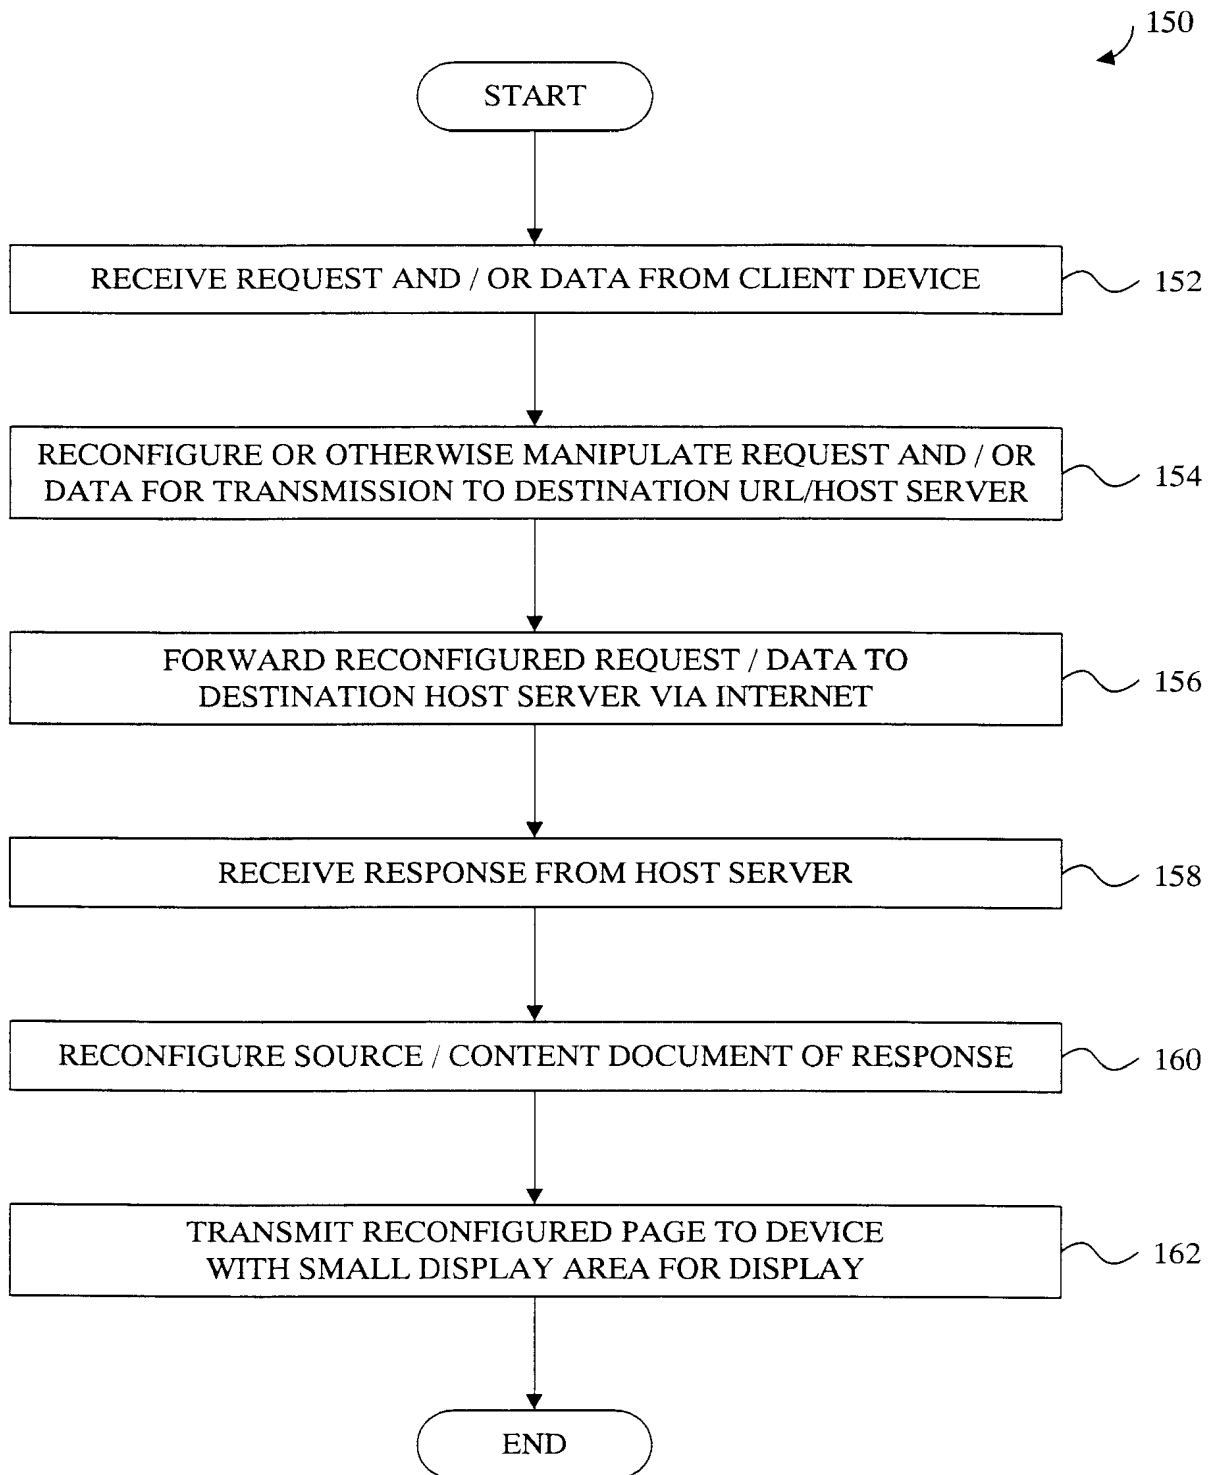 150
START
RECEIVE REQUEST AND / OR DATA FROM CLIENT DEVICE
152
RECONFIGURE OR OTHERWISE MANIPULATE REQUEST AND / OR
DATA FOR TRANSMISSION TO DESTINATION URL/HOST SERVER
154
FORWARD RECONFIGURED REQUEST / DATA TO
DESTINATION HOST SERVER VIA INTERNET
156
RECEIVE RESPONSE FROM HOST SERVER
158
RECONFIGURE SOURCE / CONTENT DOCUMENT OF RESPONSE
160
TRANSMIT RECONFIGURED PAGE TO DEVICE
WITH SMALL DISPLAY AREA FOR DISPLAY
162
END